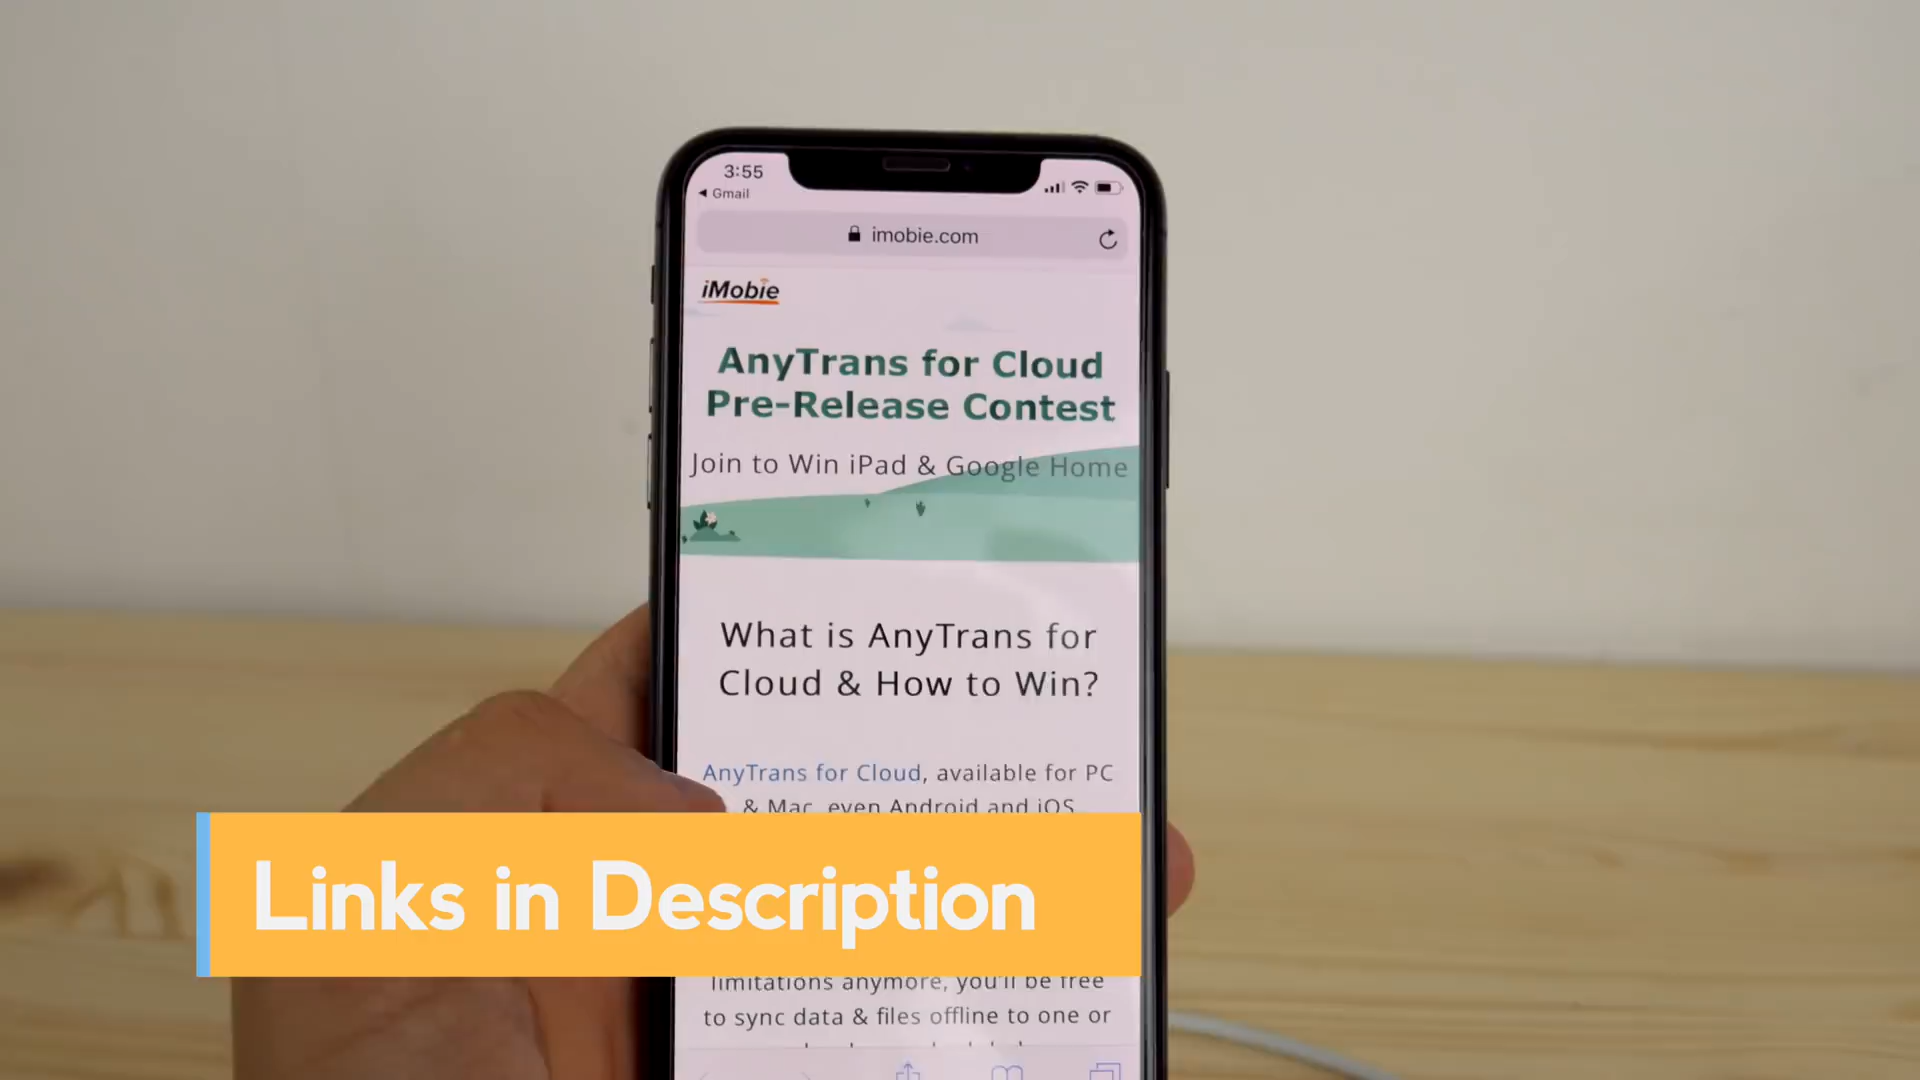 3:55
◀ Gmail
imobie.com
iMobie
AnyTrans for Cloud
Pre-Release Contest
Join to Win iPad & Google Home
What is AnyTrans for
Cloud & How to Win?
AnyTrans for Cloud, available for PC
& Mac, even Android and iOS
Links in Description
limitations anymore, you'll be free
to sync data & files offline to one or